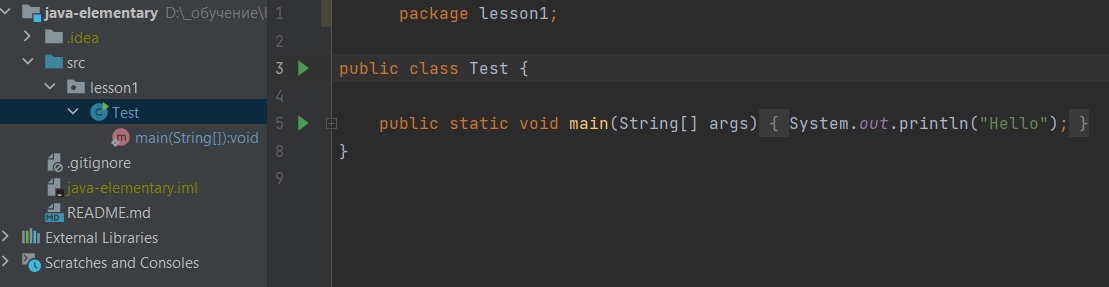 java-elementary D:\_обучение\
.idea
src
lesson1
Test
main(String[]):void
.gitignore
java-elementary.iml
README.md
External Libraries
Scratches and Consoles
1 package lesson1;
2
3 public class Test {
4
5 public static void main(String[] args) { System.out.println("Hello"); }
8 }
9